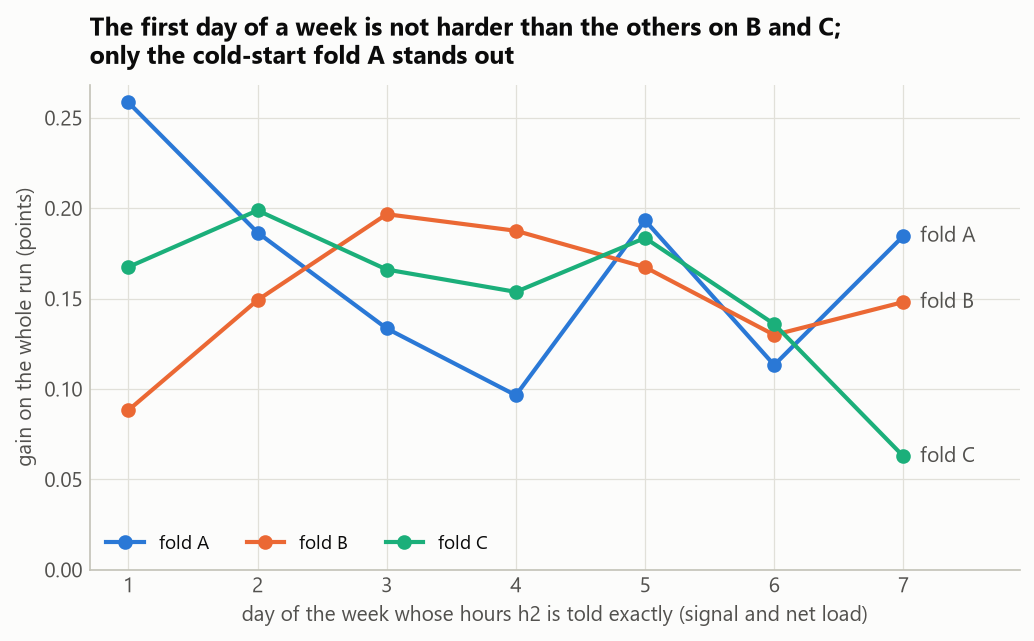 The first day of a week is not harder than the others on B and C;
only the cold-start fold A stands out
gain on the whole run (points)
0.25
0.20
0.15
0.10
0.05
0.00
fold A
fold B
fold C
fold A
fold B
fold C
1
2
3
4
5
6
7
day of the week whose hours h2 is told exactly (signal and net load)